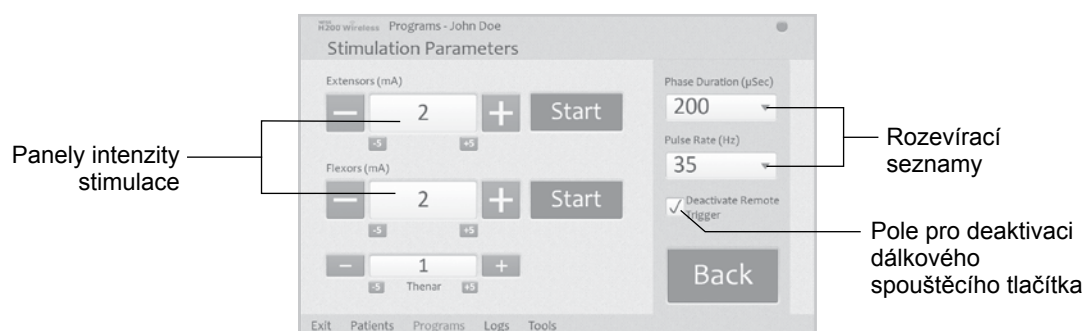 H200 Wireless Programs - John Doe
Stimulation Parameters
Extensors (mA)
− 2 + Start
-5 +5
Flexors (mA)
− 2 + Start
-5 +5
− 1 +
-5 Thenar +5
Phase Duration (µSec)
200
Pulse Rate (Hz)
35
Deactivate Remote
Trigger
Back
Exit Patients Programs Logs Tools
Panely intenzity
stimulace
Rozevírací
seznamy
Pole pro deaktivaci
dálkového
spouštěcího tlačítka